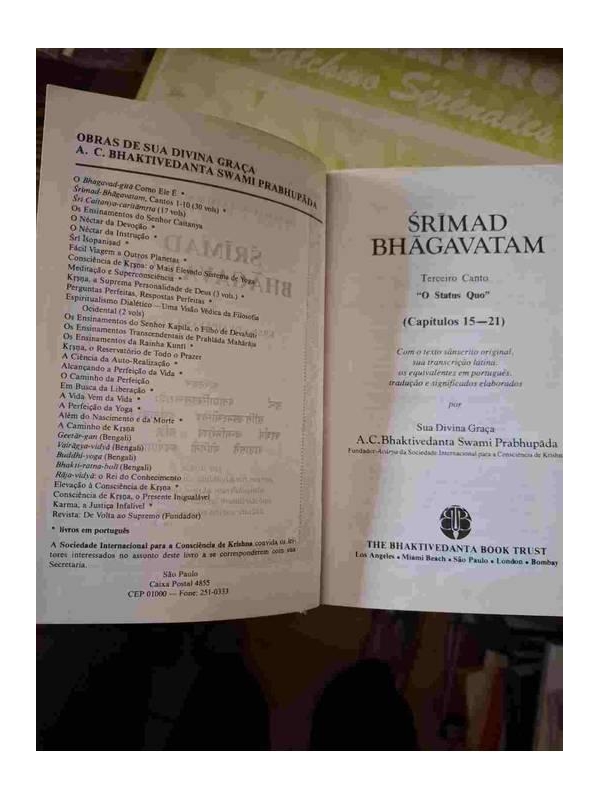 Satchmo Sérénades
OBRAS DE SUA DIVINA GRAÇA
A. C. BHAKTIVEDANTA SWAMI PRABHUPĀDA
O Bhagavad-gītā Como Ele É *
Śrīmad-Bhāgavatam, Cantos 1-10 (30 vols) *
Śrī Caitanya-caritāmṛta (17 vols)
Os Ensinamentos do Senhor Caitanya
O Néctar da Devoção *
O Néctar da Instrução *
Śrī Īśopaniṣad *
Fácil Viagem a Outros Planetas *
Consciência de Kṛṣṇa: o Mais Elevado Sistema de Yoga *
Meditação e Superconsciência *
Kṛṣṇa, a Suprema Personalidade de Deus (3 vols.) *
Perguntas Perfeitas, Respostas Perfeitas *
Espiritualismo Dialético — Uma Visão Védica da Filosofia
Ocidental (2 vols)
Os Ensinamentos do Senhor Kapila, o Filho de Devahūti
Os Ensinamentos Transcendentais de Prahlāda Mahārāja
Os Ensinamentos da Rainha Kuntī *
Kṛṣṇa, o Reservatório de Todo o Prazer
A Ciência da Auto-Realização *
Alcançando a Perfeição da Vida *
O Caminho da Perfeição
Em Busca da Liberação *
A Vida Vem da Vida *
A Perfeição da Yoga *
Além do Nascimento e da Morte *
A Caminho de Kṛṣṇa
Geetār-gan (Bengali)
Vairāgya-vidyā (Bengali)
Buddhi-yoga (Bengali)
Bhakti-ratna-boli (Bengali)
Rāja-vidyā: o Rei do Conhecimento
Elevação à Consciência de Kṛṣṇa *
Consciência de Kṛṣṇa, o Presente Inigualável
Karma, a Justiça Infalível *
Revista: De Volta ao Supremo (Fundador)
* livros em português
A Sociedade Internacional para a Consciência de Krishna convida os lei-
tores interessados no assunto deste livro a se corresponderem com sua
Secretaria.
São Paulo
Caixa Postal 4855
CEP 01000 — Fone: 251-0333
ŚRĪMAD
BHĀGAVATAM
Terceiro Canto
"O Status Quo"
(Capítulos 15—21)
Com o texto sânscrito original,
sua transcrição latina,
os equivalentes em português,
tradução e significados elaborados
por
Sua Divina Graça
A.C.Bhaktivedanta Swami Prabhupāda
Fundador-Ācārya da Sociedade Internacional para a Consciência de Krishna
THE BHAKTIVEDANTA BOOK TRUST
Los Angeles • Miami Beach • São Paulo • London • Bombay